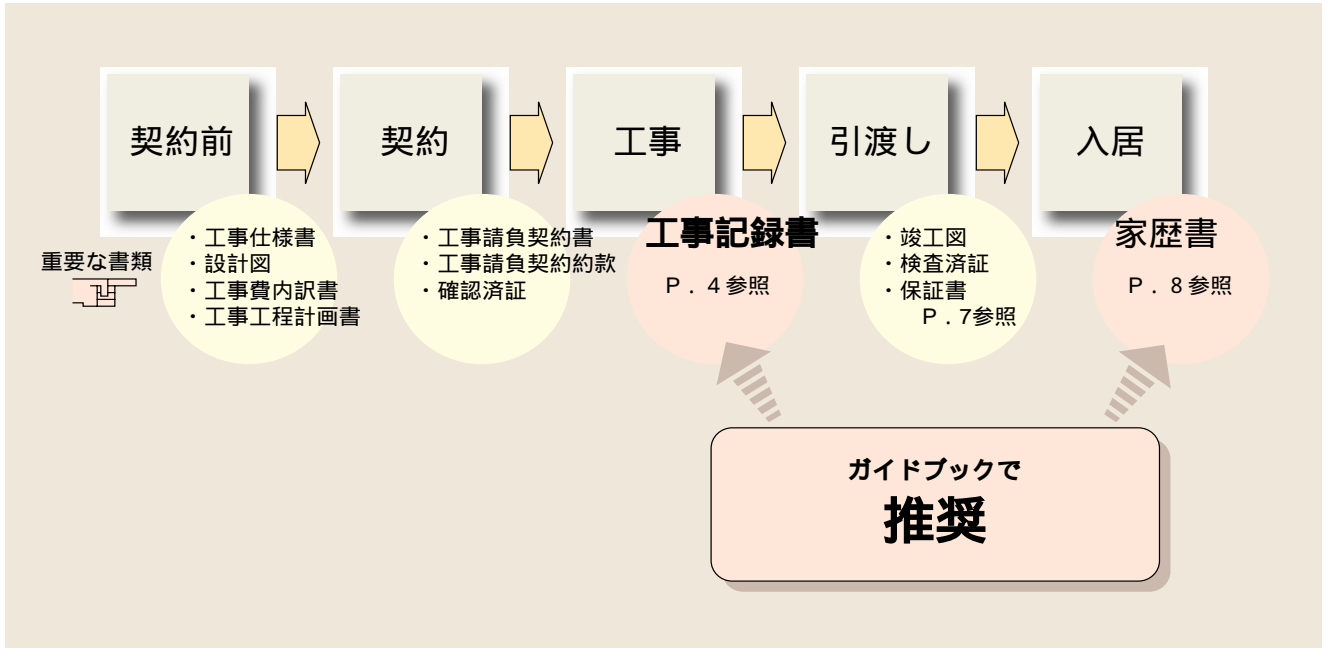 契約前
契約
工事
引渡し
入居
重要な書類
・工事仕様書
・設計図
・工事費内訳書
・工事工程計画書
・工事請負契約書
・工事請負契約約款
・確認済証
工事記録書
P．4参照
・竣工図
・検査済証
・保証書
P．7参照
家歴書
P．8参照
ガイドブックで
推奨